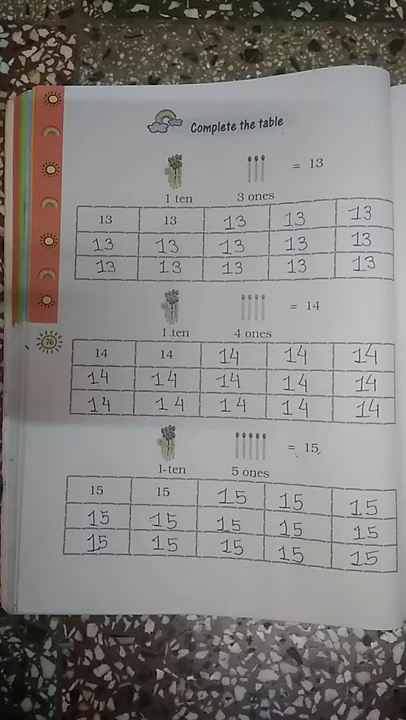 Complete the table
= 13
1 ten 3 ones
13 13 13 13 13
13 13 13 13 13
13 13 13 13 13
= 14
1 ten 4 ones
76
14 14 14 14 14
14 14 14 14 14
14 14 14 14 14
= 15
1 ten 5 ones
15 15 15 15 15
15 15 15 15 15
15 15 15 15 15